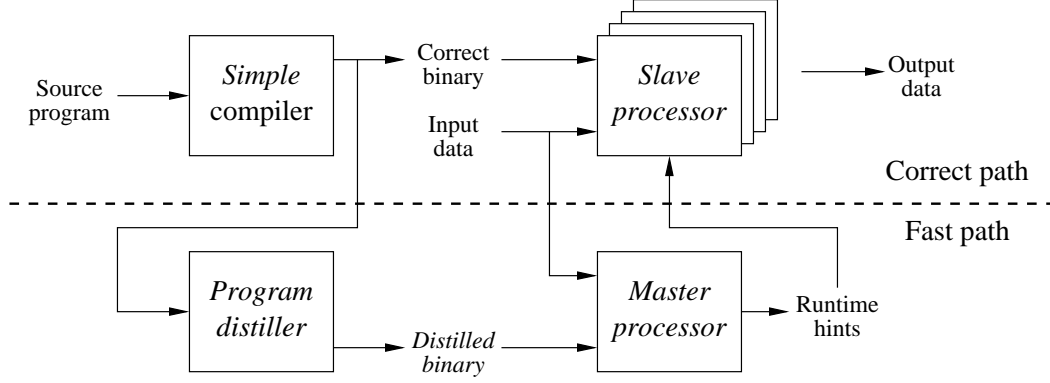 Source
program
Simple
compiler
Correct
binary
Input
data
Slave
processor
Output
data
Correct path
Fast path
Program
distiller
Distilled
binary
Master
processor
Runtime
hints